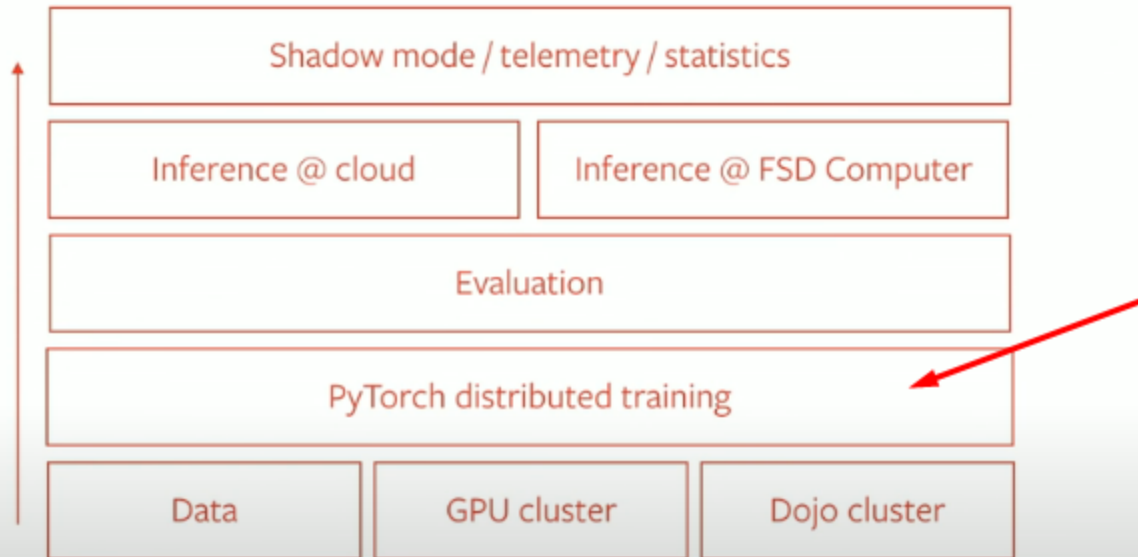 Shadow mode / telemetry / statistics
Inference @ cloud
Inference @ FSD Computer
Evaluation
PyTorch distributed training
Data
GPU cluster
Dojo cluster